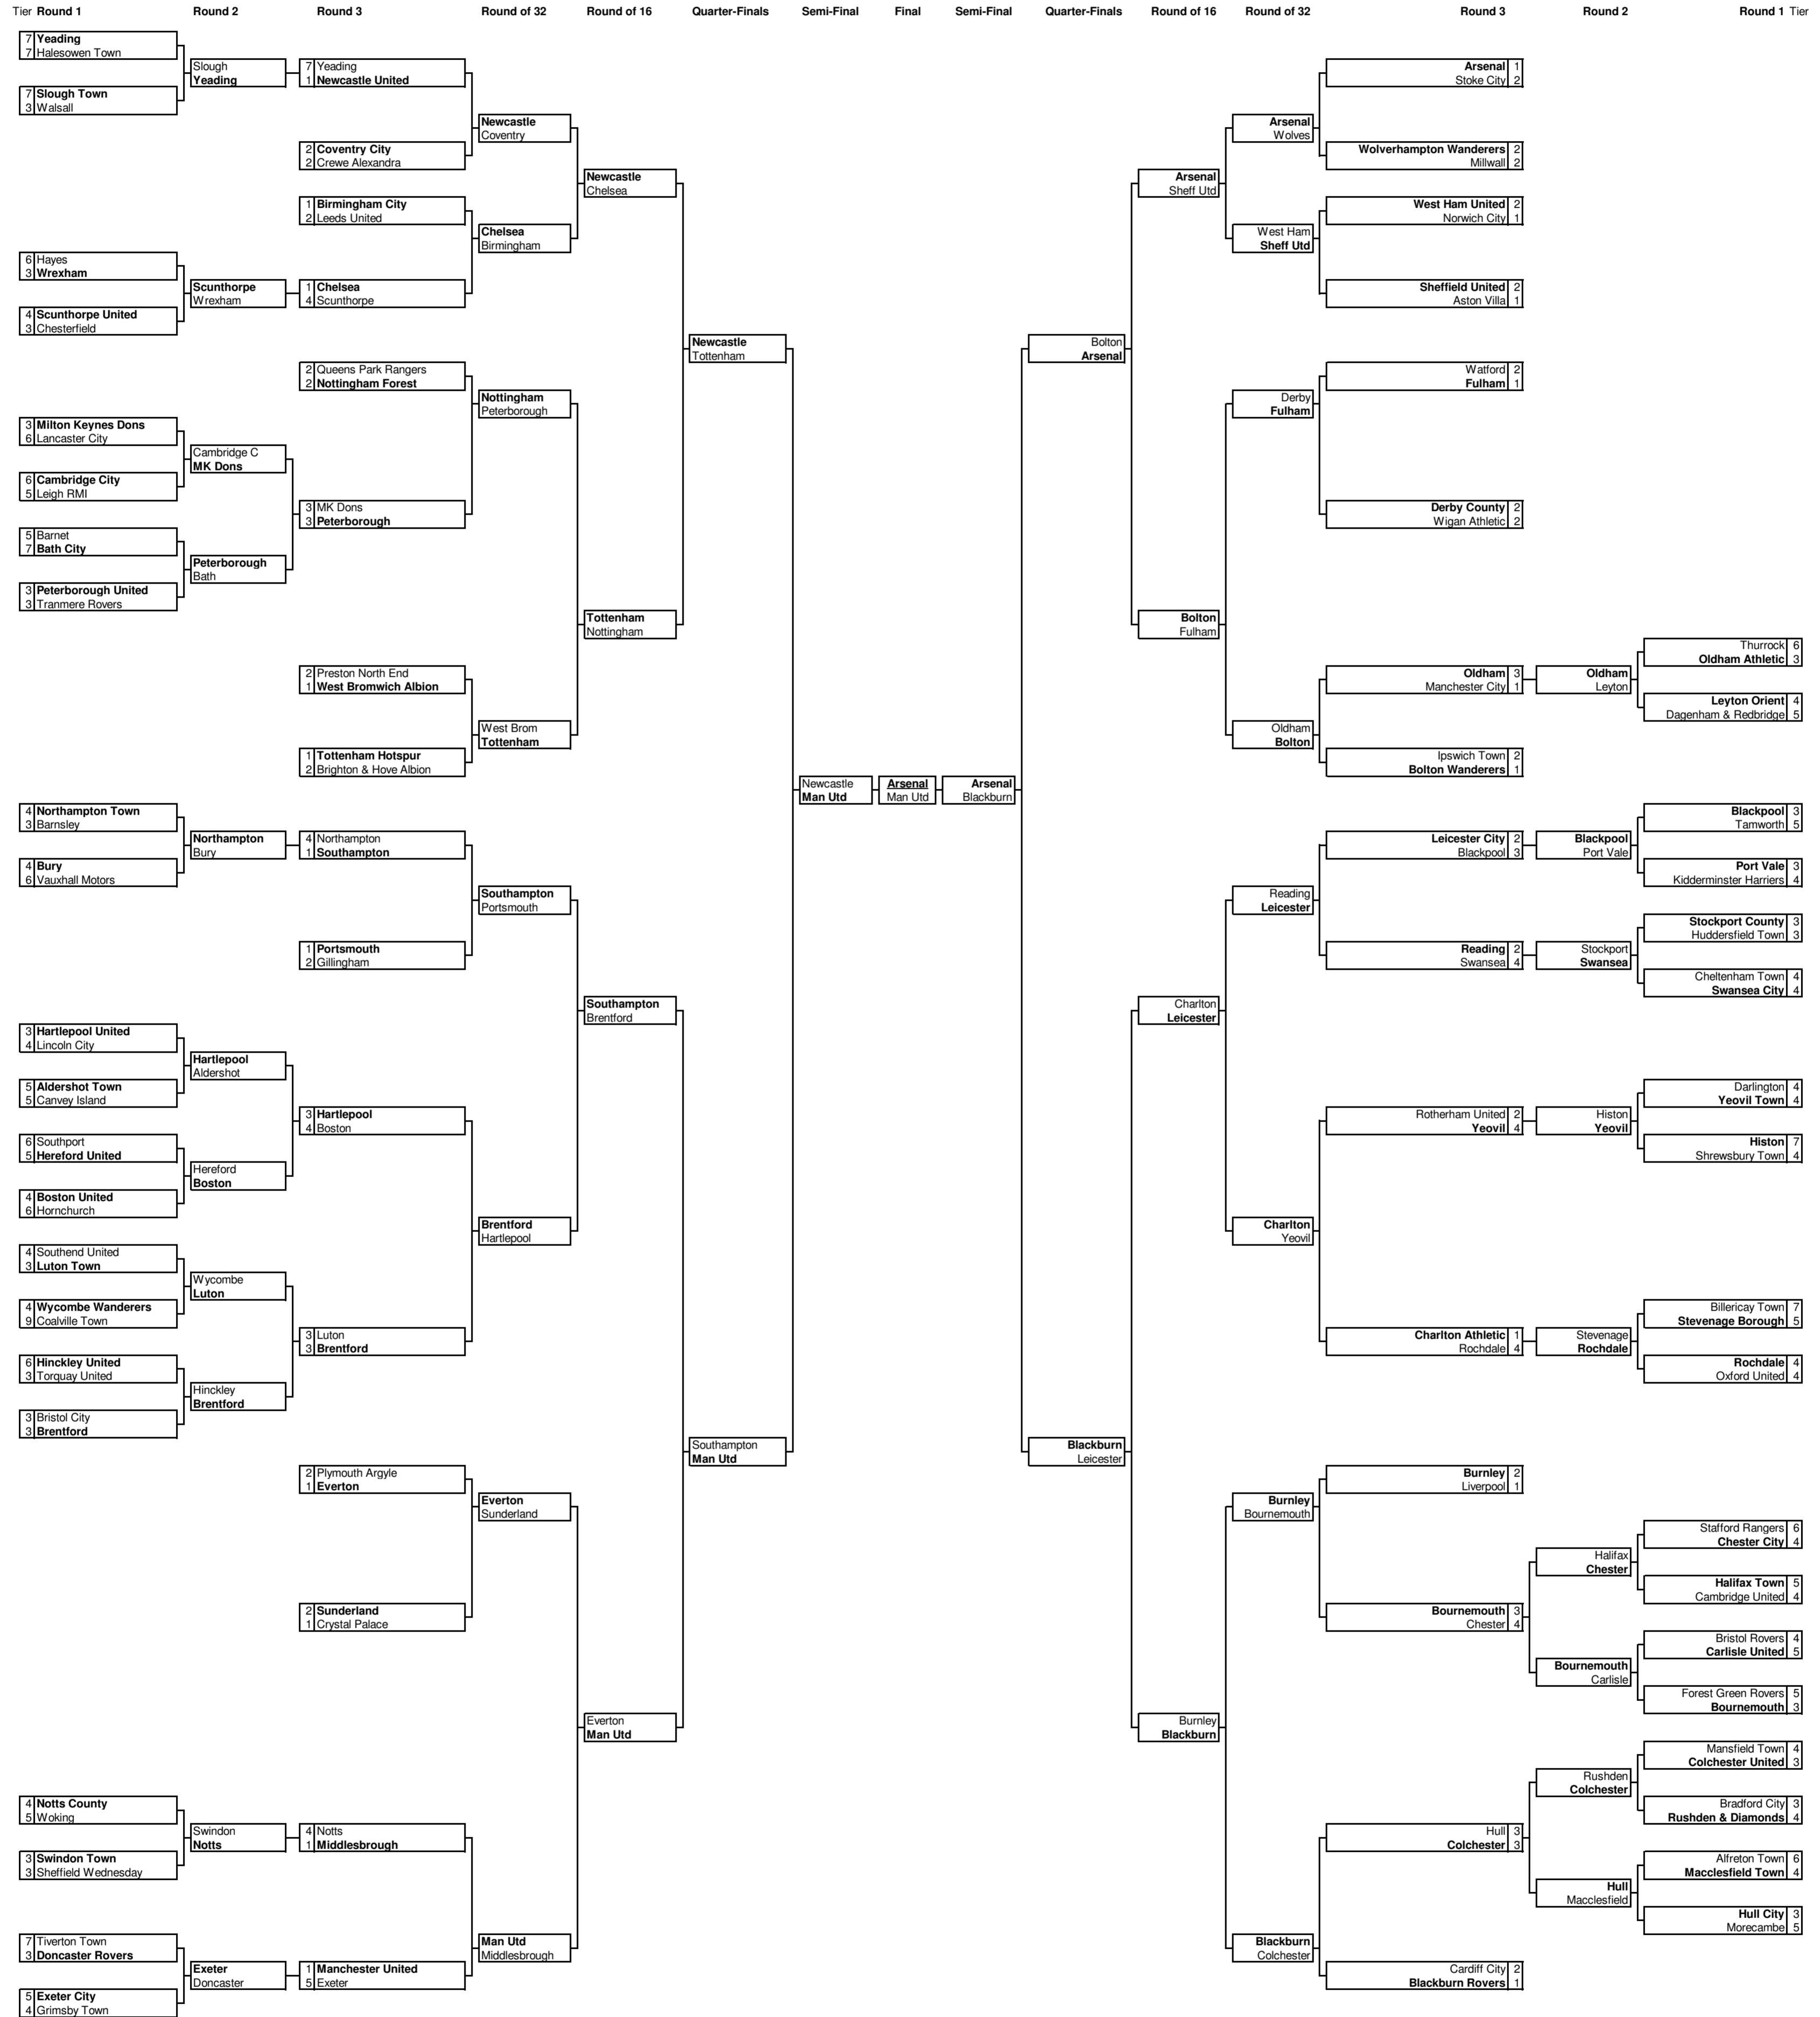 Tier Round 1 Round 2 Round 3 Round of 32 Round of 16 Quarter-Finals Semi-Final Final Semi-Final Quarter-Finals Round of 16 Round of 32 Round 3 Round 2 Round 1 Tier
7 Yeading
7 Halesowen Town
7 Slough Town
3 Walsall
6 Hayes
3 Wrexham
4 Scunthorpe United
3 Chesterfield
3 Milton Keynes Dons
6 Lancaster City
6 Cambridge City
5 Leigh RMI
5 Barnet
7 Bath City
3 Peterborough United
3 Tranmere Rovers
4 Northampton Town
3 Barnsley
4 Bury
6 Vauxhall Motors
3 Hartlepool United
4 Lincoln City
5 Aldershot Town
5 Canvey Island
6 Southport
5 Hereford United
4 Boston United
6 Hornchurch
4 Southend United
3 Luton Town
4 Wycombe Wanderers
9 Coalville Town
6 Hinckley United
3 Torquay United
3 Bristol City
3 Brentford
4 Notts County
5 Woking
3 Swindon Town
3 Sheffield Wednesday
7 Tiverton Town
3 Doncaster Rovers
5 Exeter City
4 Grimsby Town
Slough
Yeading
Scunthorpe
Wrexham
Cambridge C
MK Dons
Peterborough
Bath
Northampton
Bury
Hartlepool
Aldershot
Hereford
Boston
Wycombe
Luton
Hinckley
Brentford
Swindon
Notts
Exeter
Doncaster
7 Yeading
1 Newcastle United
2 Coventry City
2 Crewe Alexandra
1 Birmingham City
2 Leeds United
1 Chelsea
4 Scunthorpe
2 Queens Park Rangers
2 Nottingham Forest
3 MK Dons
3 Peterborough
2 Preston North End
1 West Bromwich Albion
1 Tottenham Hotspur
2 Brighton & Hove Albion
4 Northampton
1 Southampton
1 Portsmouth
2 Gillingham
3 Hartlepool
4 Boston
3 Luton
3 Brentford
2 Plymouth Argyle
1 Everton
2 Sunderland
1 Crystal Palace
4 Notts
1 Middlesbrough
1 Manchester United
5 Exeter
Newcastle
Coventry
Chelsea
Birmingham
Nottingham
Peterborough
West Brom
Tottenham
Southampton
Portsmouth
Brentford
Hartlepool
Everton
Sunderland
Man Utd
Middlesbrough
Newcastle
Chelsea
Tottenham
Nottingham
Southampton
Brentford
Everton
Man Utd
Newcastle
Tottenham
Southampton
Man Utd
Newcastle
Man Utd
Arsenal
Man Utd
Arsenal
Blackburn
Bolton
Arsenal
Blackburn
Leicester
Arsenal
Sheff Utd
Bolton
Fulham
Charlton
Leicester
Burnley
Blackburn
Arsenal
Wolves
West Ham
Sheff Utd
Derby
Fulham
Oldham
Bolton
Reading
Leicester
Charlton
Yeovil
Burnley
Bournemouth
Blackburn
Colchester
Arsenal 1
Stoke City 2
Wolverhampton Wanderers 2
Millwall 2
West Ham United 2
Norwich City 1
Sheffield United 2
Aston Villa 1
Watford 2
Fulham 1
Derby County 2
Wigan Athletic 2
Oldham 3
Manchester City 1
Ipswich Town 2
Bolton Wanderers 1
Leicester City 2
Blackpool 3
Reading 2
Swansea 4
Rotherham United 2
Yeovil 4
Charlton Athletic 1
Rochdale 4
Burnley 2
Liverpool 1
Bournemouth 3
Chester 4
Hull 3
Colchester 3
Cardiff City 2
Blackburn Rovers 1
Oldham
Leyton
Blackpool
Port Vale
Stockport
Swansea
Histon
Yeovil
Stevenage
Rochdale
Halifax
Chester
Bournemouth
Carlisle
Rushden
Colchester
Hull
Macclesfield
Thurrock 6
Oldham Athletic 3
Leyton Orient 4
Dagenham & Redbridge 5
Blackpool 3
Tamworth 5
Port Vale 3
Kidderminster Harriers 4
Stockport County 3
Huddersfield Town 3
Cheltenham Town 4
Swansea City 4
Darlington 4
Yeovil Town 4
Histon 7
Shrewsbury Town 4
Billericay Town 7
Stevenage Borough 5
Rochdale 4
Oxford United 4
Stafford Rangers 6
Chester City 4
Halifax Town 5
Cambridge United 4
Bristol Rovers 4
Carlisle United 5
Forest Green Rovers 5
Bournemouth 3
Mansfield Town 4
Colchester United 3
Bradford City 3
Rushden & Diamonds 4
Alfreton Town 6
Macclesfield Town 4
Hull City 3
Morecambe 5